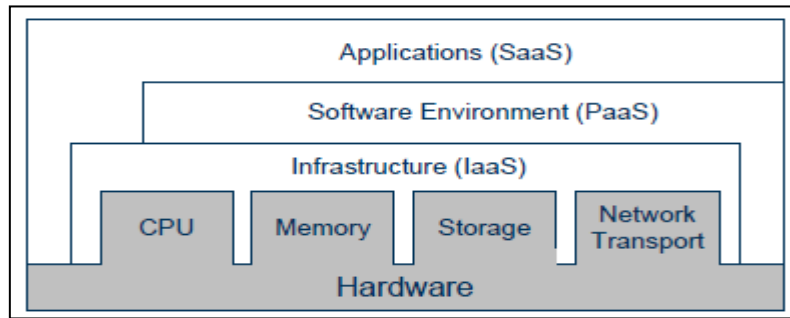 Applications (SaaS)
Software Environment (PaaS)
Infrastructure (IaaS)
CPU
Memory
Storage
Network
Transport
Hardware